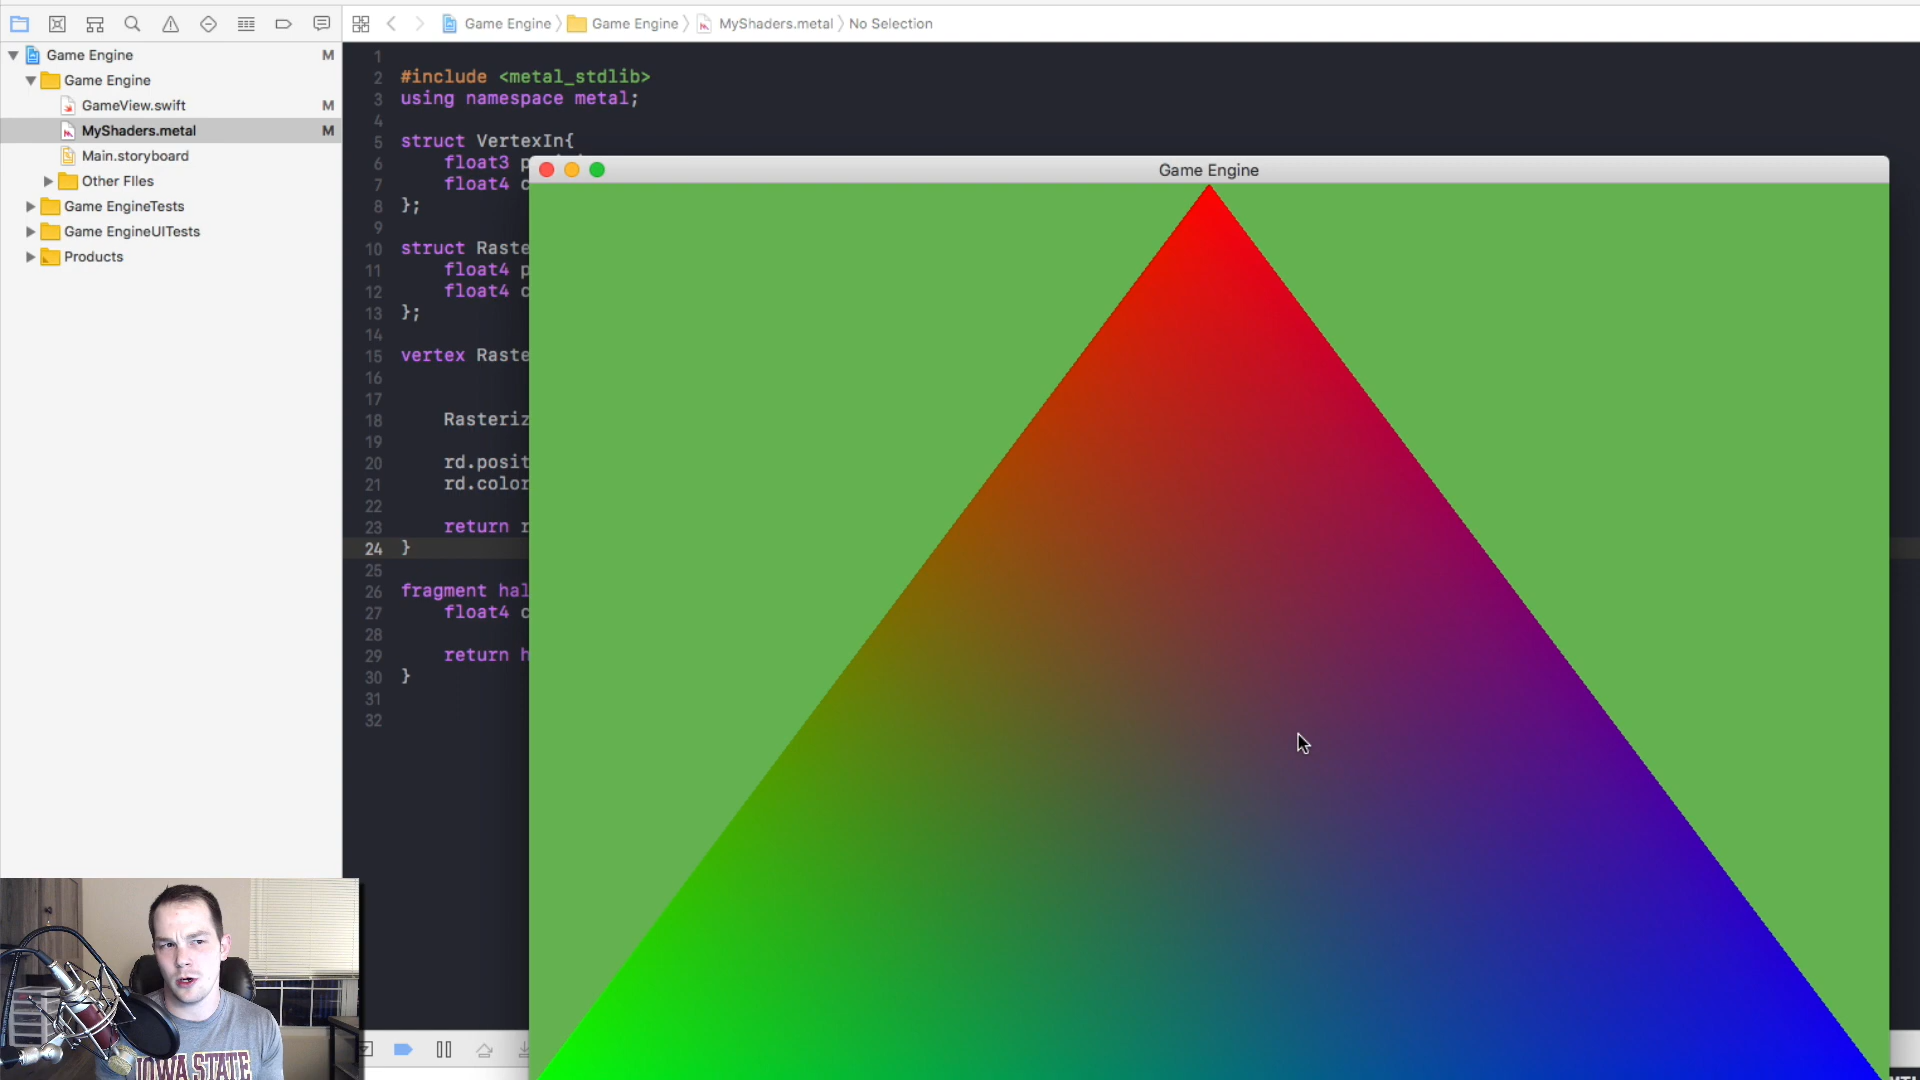 Game Engine
Game Engine
MyShaders.metal
No Selection
Game Engine M
Game Engine
GameView.swift M
MyShaders.metal M
Main.storyboard
Other FIles
Game EngineTests
Game EngineUITests
Products
1
2 #include <metal_stdlib>
3 using namespace metal;
4
5 struct VertexIn{
6 float3 p
7 float4 c
8 };
9
10 struct Raste
11 float4 p
12 float4 c
13 };
14
15 vertex Raste
16
17
18 Rasteriz
19
20 rd.posit
21 rd.color
22
23 return r
24 }
25
26 fragment hal
27 float4 c
28
29 return h
30 }
31
32
Game Engine
IOWA STATE